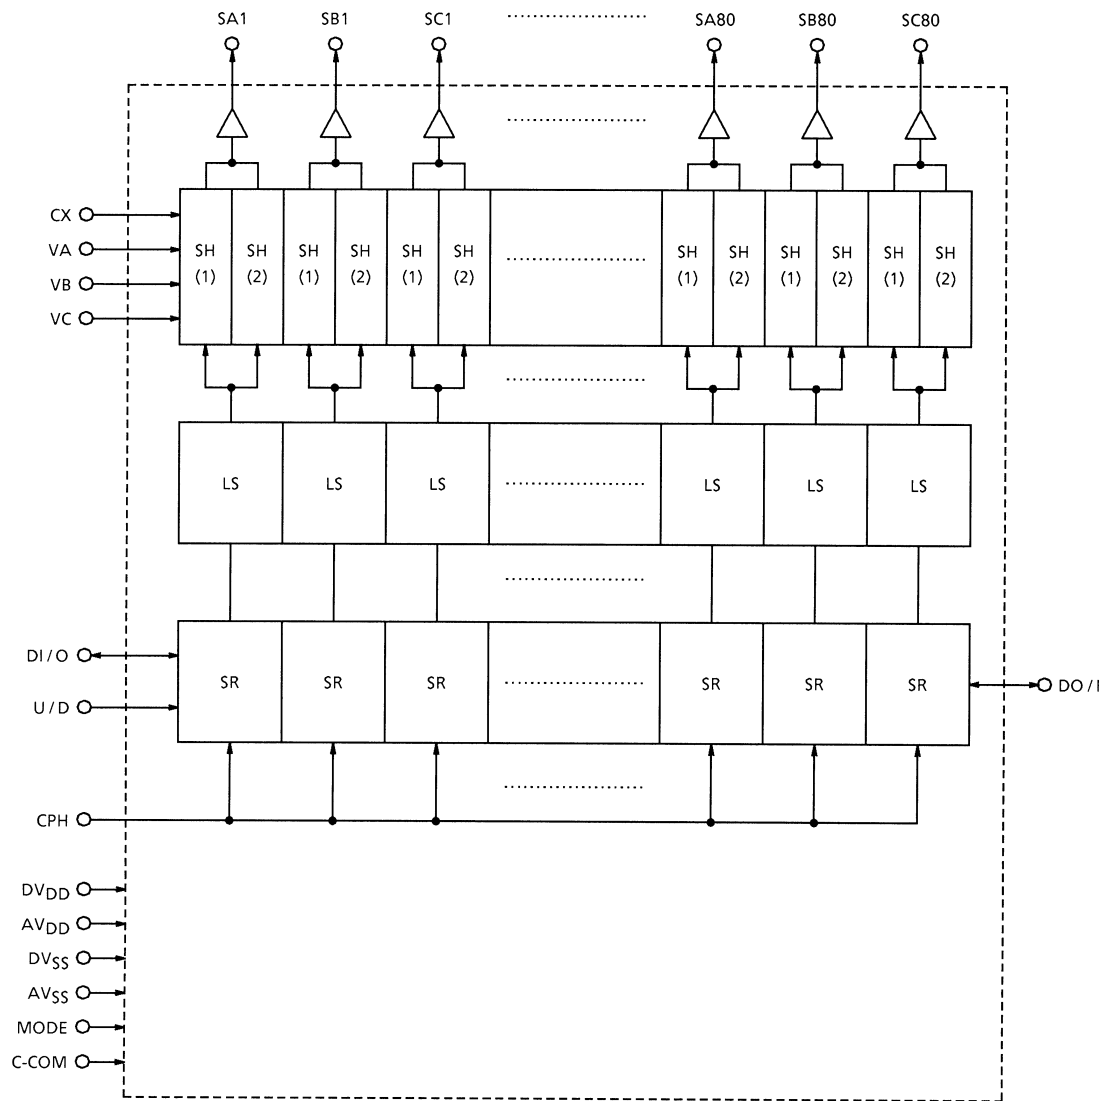 SA1 SB1 SC1 SA80 SB80 SC80
CX
VA
VB
VC
SH (1) SH (2) SH (1) SH (2) SH (1) SH (2) SH (1) SH (2) SH (1) SH (2) SH (1) SH (2)
LS LS LS LS LS LS
DI/O
U/D
SR SR SR SR SR SR
DO/I
CPH
DVDD
AVDD
DVSS
AVSS
MODE
C-COM